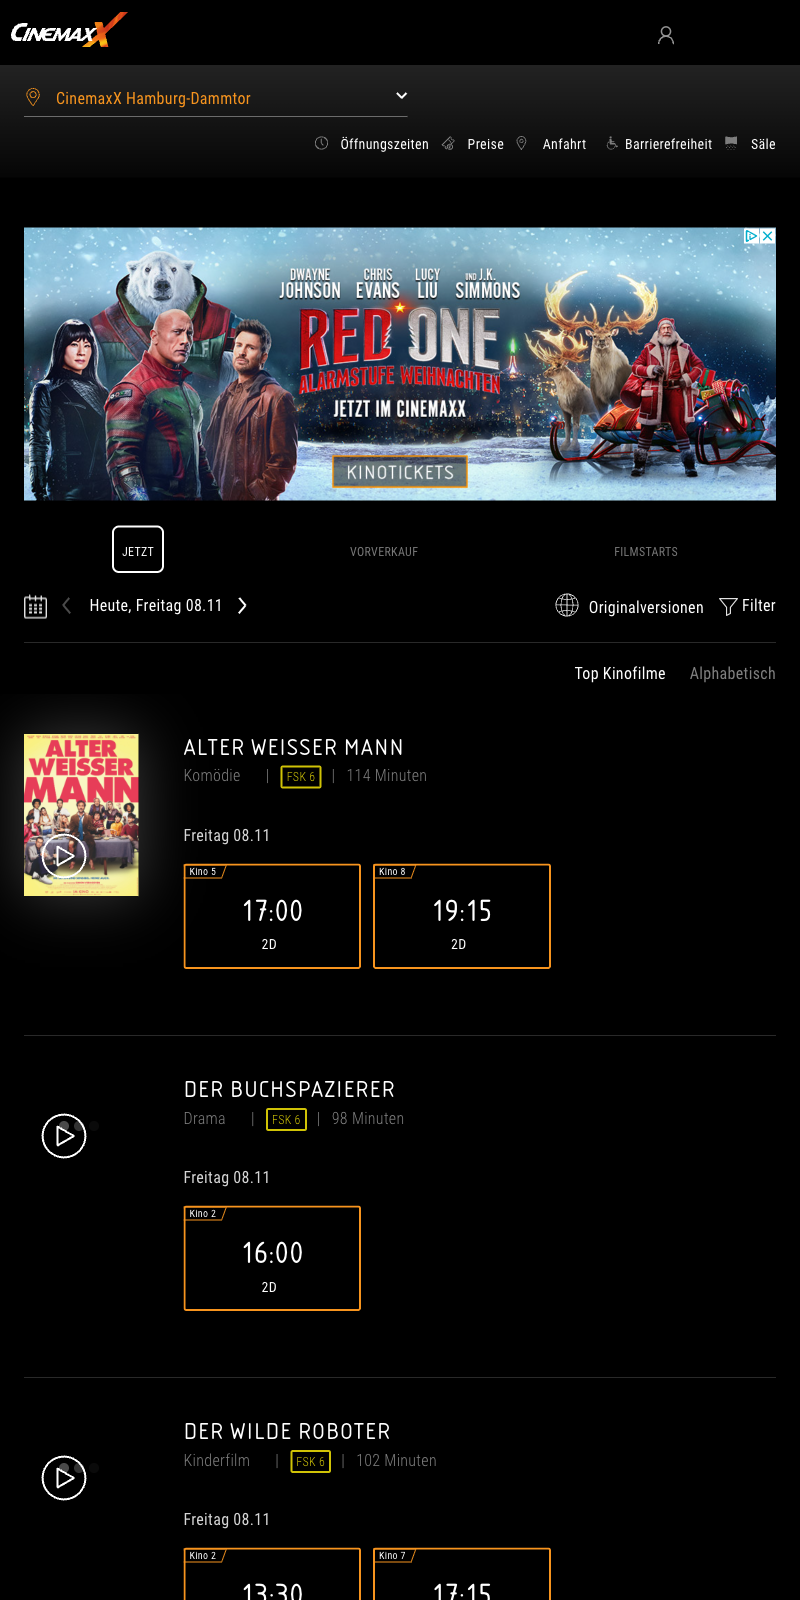 CINEMAXX
CinemaxX Hamburg-Dammtor
Öffnungszeiten
Preise
Anfahrt
Barrierefreiheit
Säle
DWAYNE JOHNSON
CHRIS EVANS
LUCY LIU
UND J.K. SIMMONS
RED ONE
ALARMSTUFE WEIHNACHTEN
JETZT IM CINEMAXX
KINOTICKETS
JETZT
VORVERKAUF
FILMSTARTS
Heute, Freitag 08.11
Originalversionen
Filter
Top Kinofilme
Alphabetisch
ALTER
WEISSER
MANN
ALTER WEISSER MANN
Komödie | FSK 6 | 114 Minuten
Freitag 08.11
Kino 5
17:00
2D
Kino 8
19:15
2D
DER BUCHSPAZIERER
Drama | FSK 6 | 98 Minuten
Freitag 08.11
Kino 2
16:00
2D
DER WILDE ROBOTER
Kinderfilm | FSK 6 | 102 Minuten
Freitag 08.11
Kino 2
13:30
Kino 7
17:15